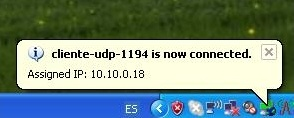 cliente-udp-1194 is now connected.
Assigned IP: 10.10.0.18
ES